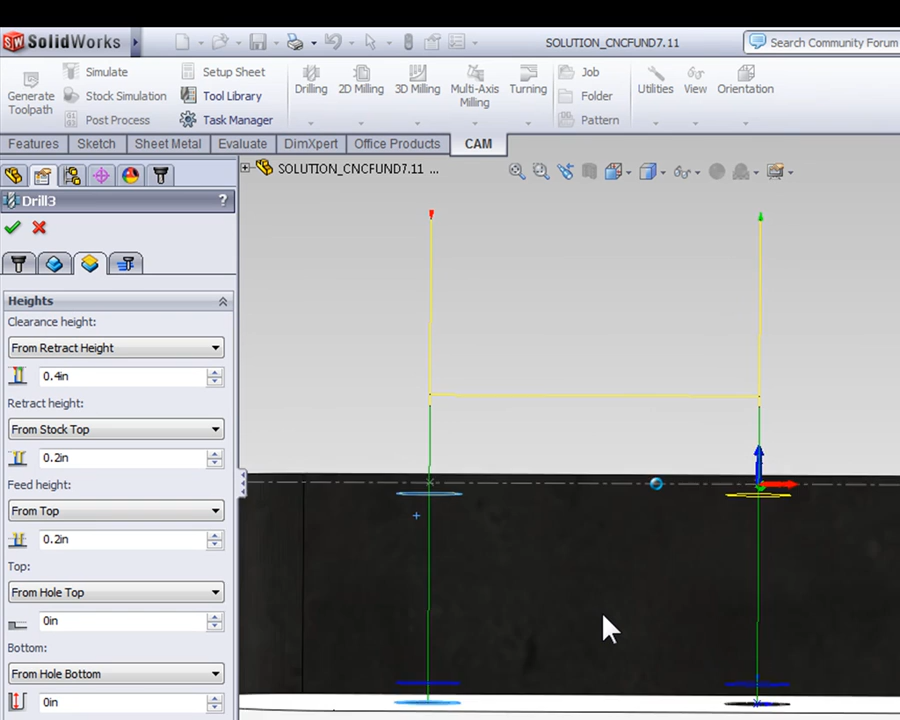 SolidWorks
SOLUTION_CNCFUND7.11
Search Community Forum
Generate Toolpath
Simulate
Stock Simulation
Post Process
Setup Sheet
Tool Library
Task Manager
Drilling
2D Milling
3D Milling
Multi-Axis Milling
Turning
Job
Folder
Pattern
Utilities
View
Orientation
Features
Sketch
Sheet Metal
Evaluate
DimXpert
Office Products
CAM
SOLUTION_CNCFUND7.11 ...
Drill3
?
Heights
Clearance height:
From Retract Height
0.4in
Retract height:
From Stock Top
0.2in
Feed height:
From Top
0.2in
Top:
From Hole Top
0in
Bottom:
From Hole Bottom
0in